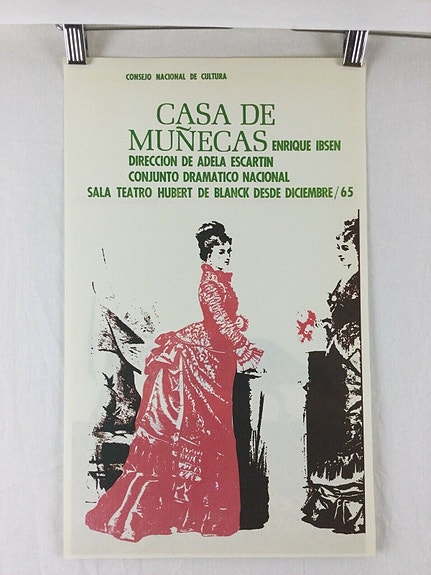 CONSEJO NACIONAL DE CULTURA
CASA DE
MUÑECAS ENRIQUE IBSEN
DIRECCION DE ADELA ESCARTIN
CONJUNTO DRAMATICO NACIONAL
SALA TEATRO HUBERT DE BLANCK DESDE DICIEMBRE/65